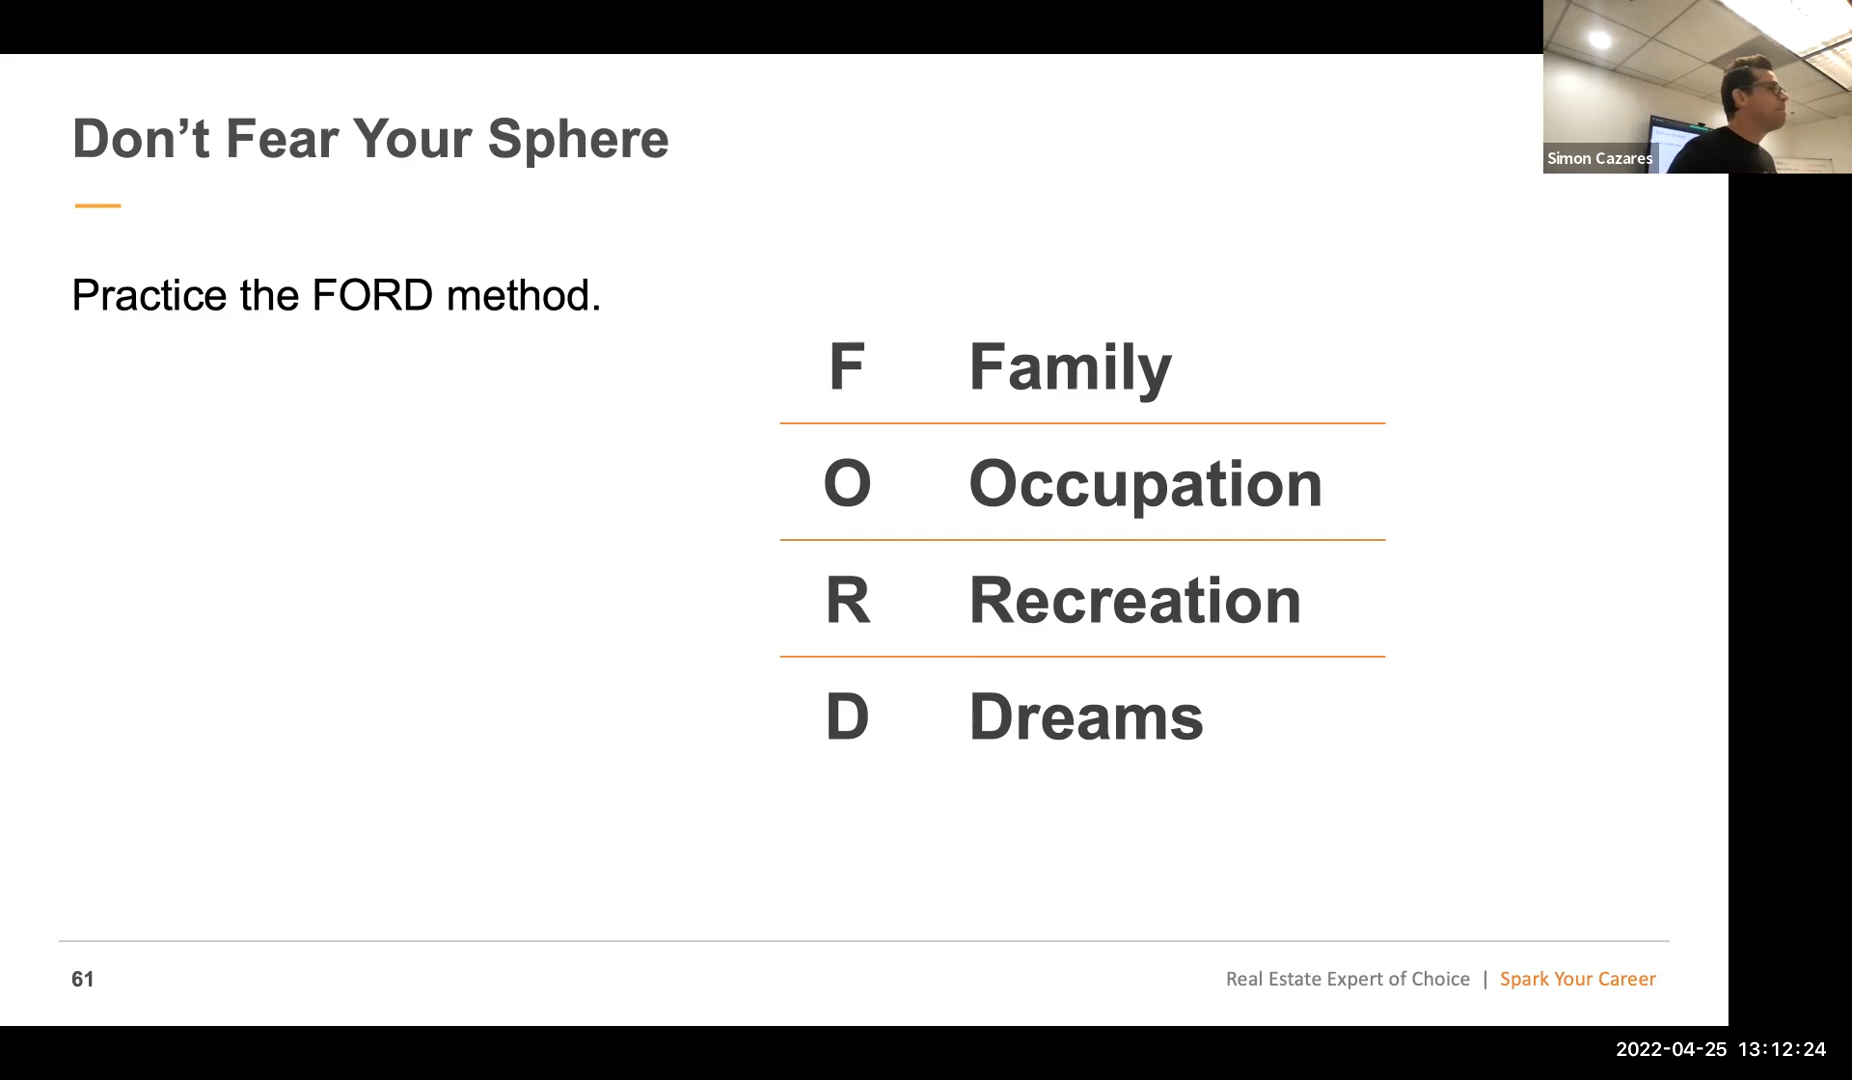 Don’t Fear Your Sphere
Practice the FORD method.
F Family
O Occupation
R Recreation
D Dreams
Simon Cazares
61
Real Estate Expert of Choice | Spark Your Career
2022-04-25 13:12:24